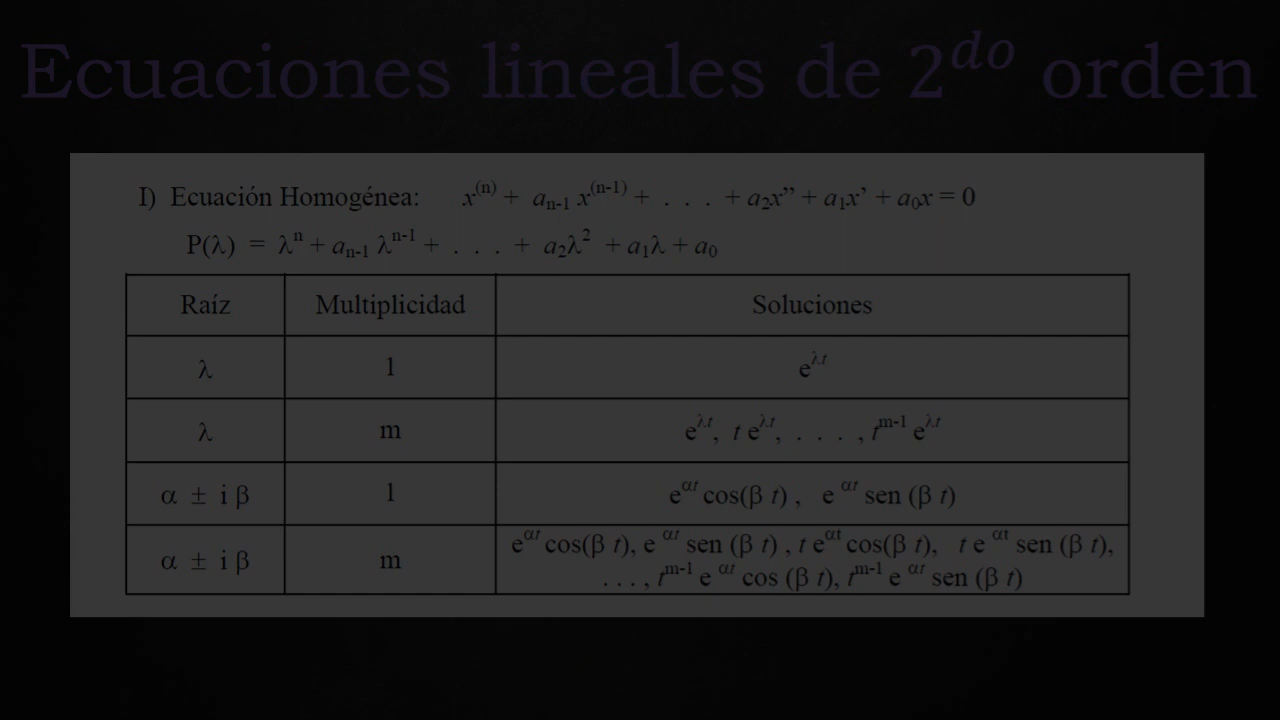 Ecuaciones lineales de 2^{do} orden
I) Ecuación Homogénea: x^{(n)} + a_{n-1} x^{(n-1)} + . . . + a_2x” + a_1x’ + a_0x = 0
P(λ) = λ^n + a_{n-1} λ^{n-1} + . . . + a_2λ^2 + a_1λ + a_0
Raíz Multiplicidad Soluciones
λ 1 e^{λt}
λ m e^{λt}, t e^{λt}, . . . . , t^{m-1} e^{λt}
α ± i β 1 e^{αt} cos(β t) , e^{αt} sen (β t)
α ± i β m e^{αt} cos(β t), e^{αt} sen (β t) , t e^{αt} cos(β t), t e^{αt} sen (β t),
. . . , t^{m-1} e^{αt} cos (β t), t^{m-1} e^{αt} sen (β t)